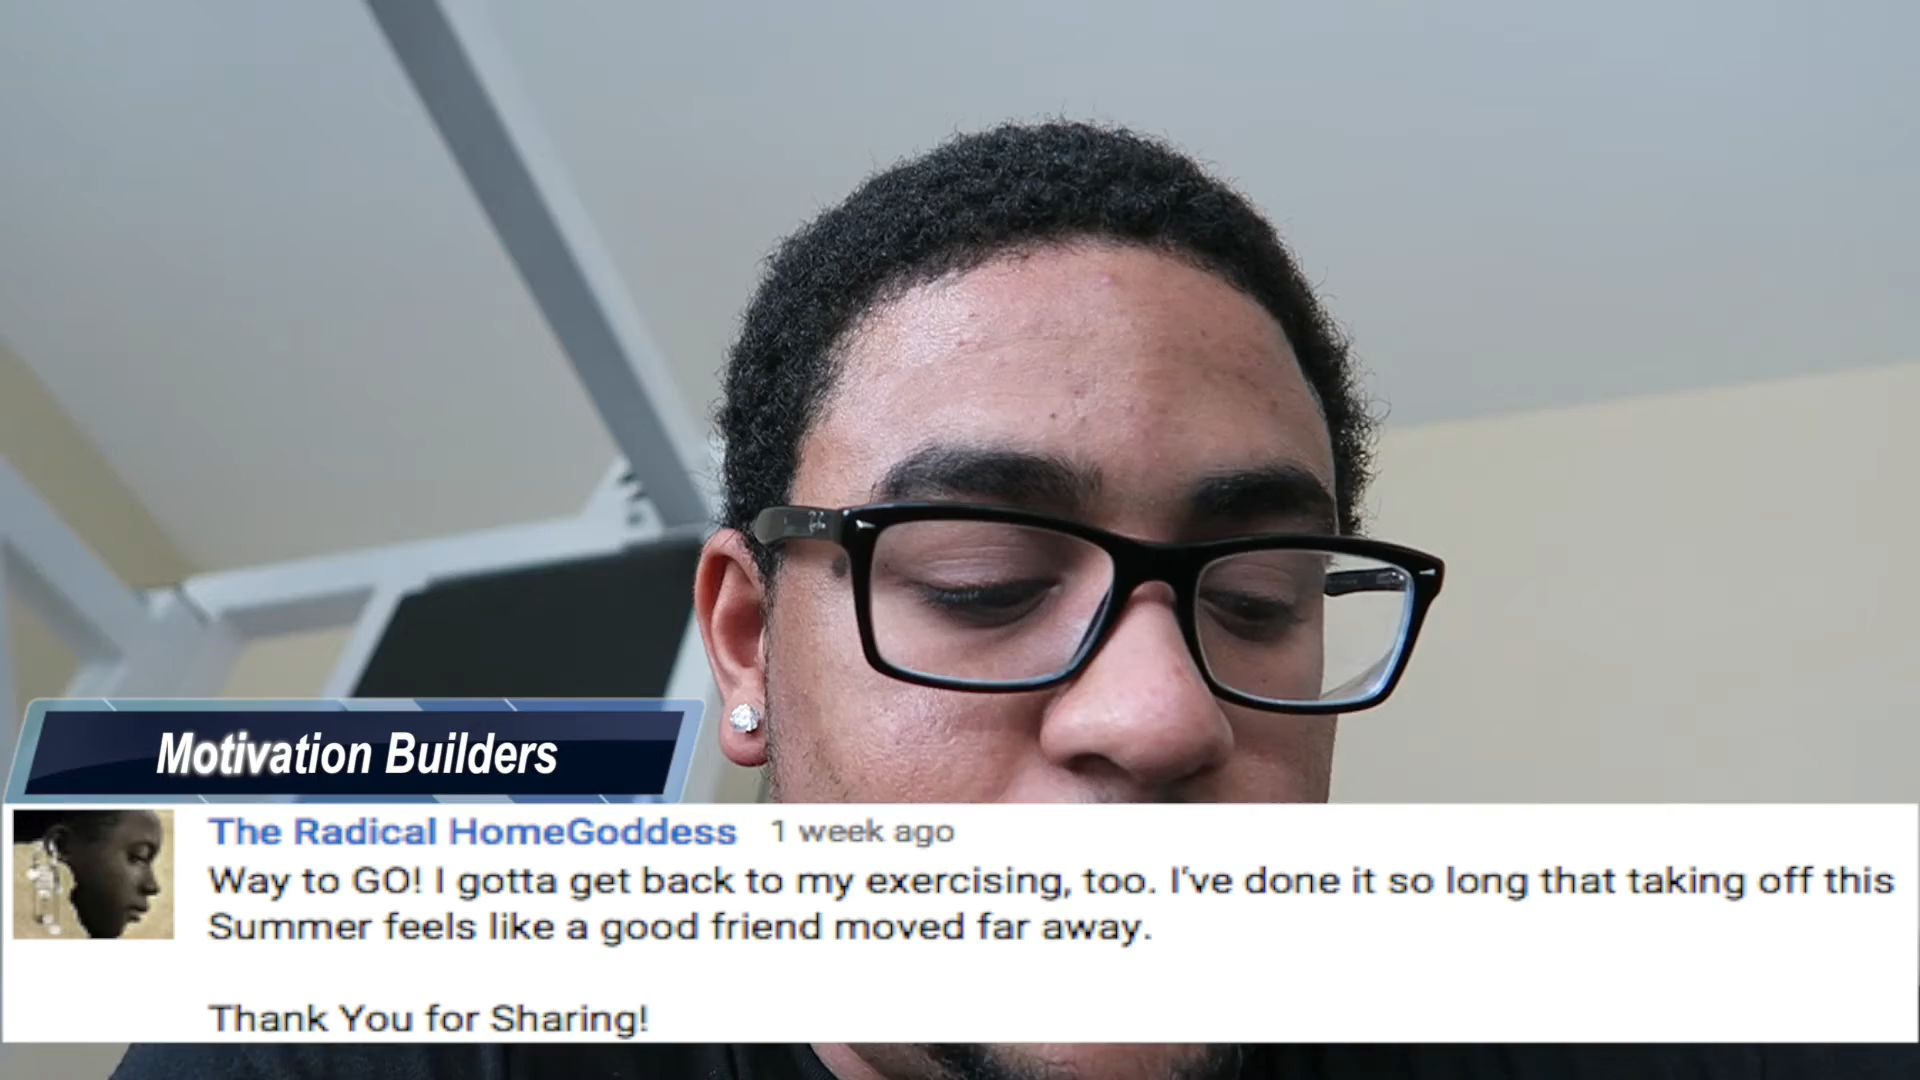 Motivation Builders
The Radical HomeGoddess 1 week ago
Way to GO! I gotta get back to my exercising, too. I've done it so long that taking off this
Summer feels like a good friend moved far away.
Thank You for Sharing!